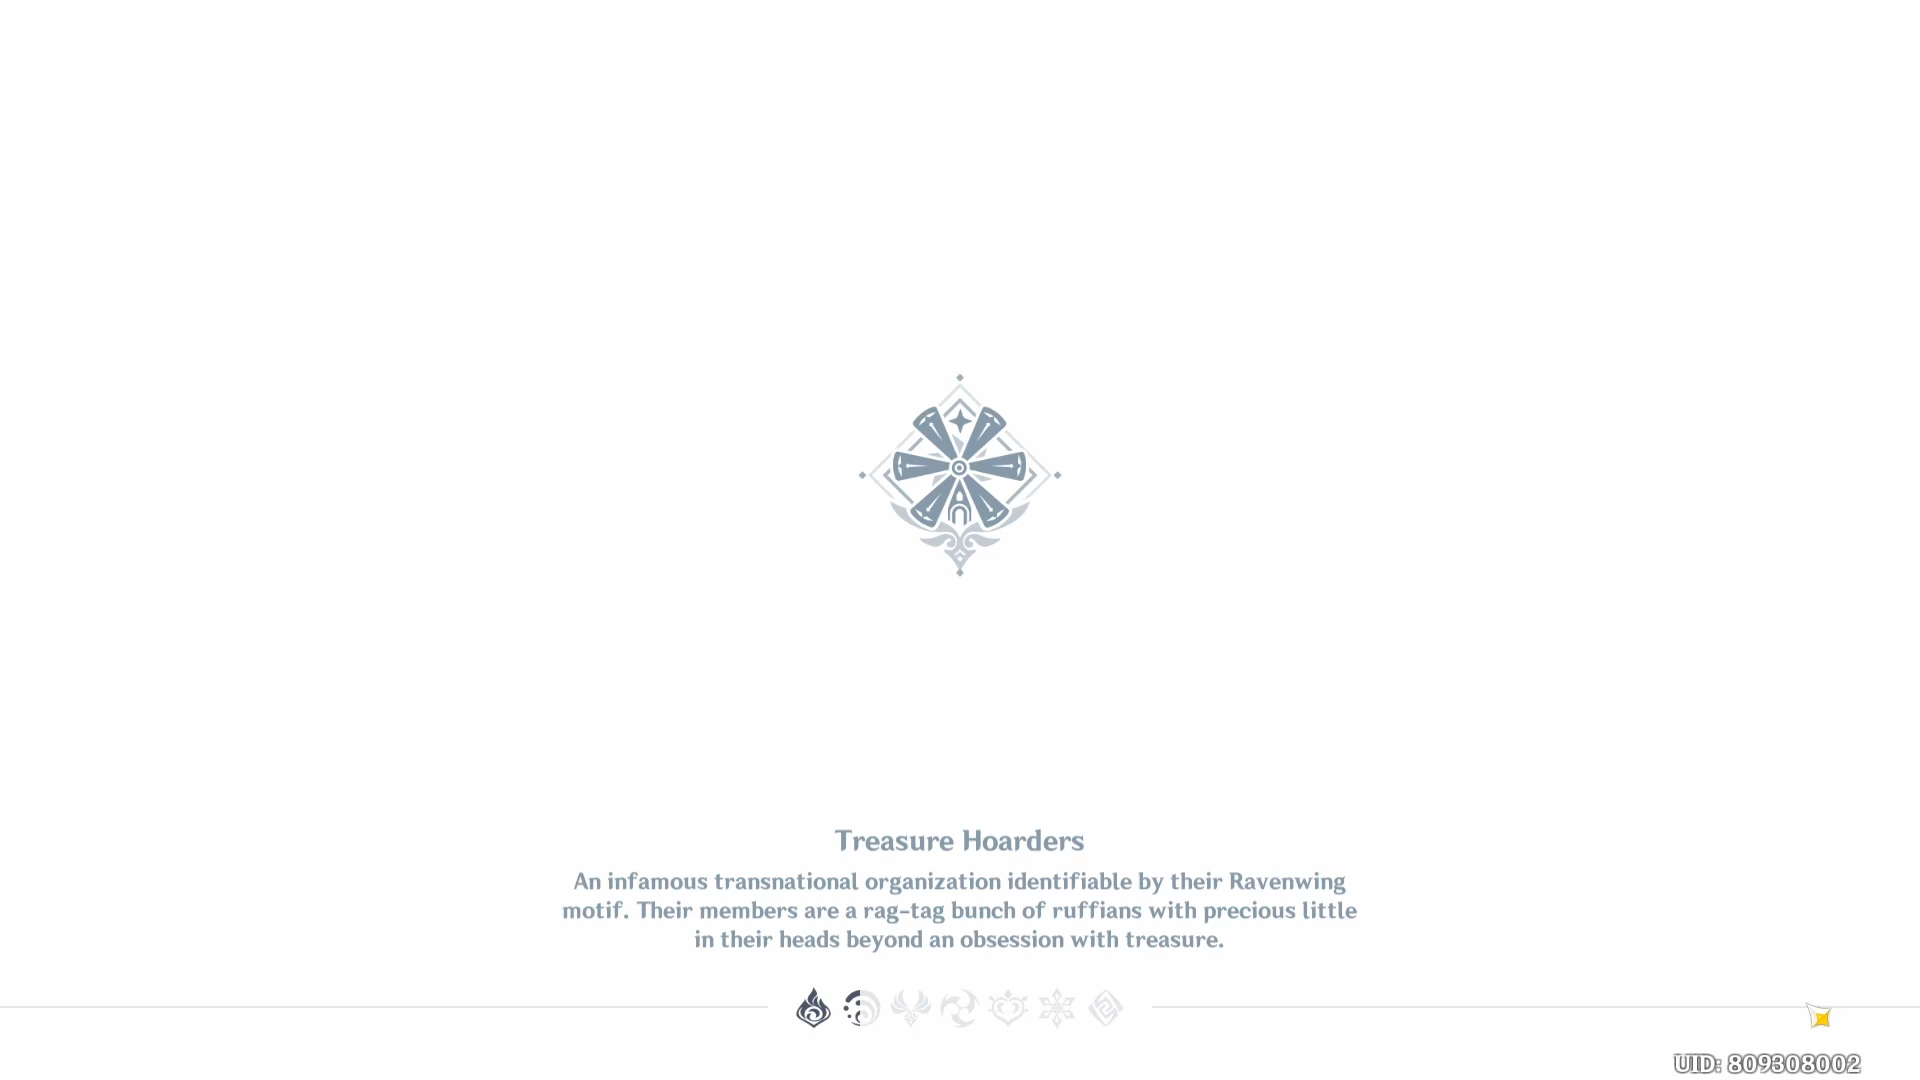 Treasure Hoarders
An infamous transnational organization identifiable by their Ravenwing
motif. Their members are a rag-tag bunch of ruffians with precious little
in their heads beyond an obsession with treasure.
UID: 809308002